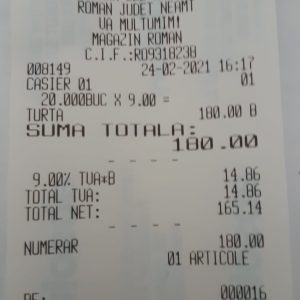 ROMAN JUDET NEAMT
VA MULTUMIM!
MAGAZIN ROMAN
C.I.F.:RO9318238
008149 24-02-2021 16:17
CASIER 01 01
20.000BUC X 9.00 =
TURTA 180.00 B
SUMA TOTALA:
180.00
- - - -
9.00% TVA*B 14.86
TOTAL TVA: 14.86
TOTAL NET: 165.14
- - - -
NUMERAR 180.00
01 ARTICOLE
- - - -
000016